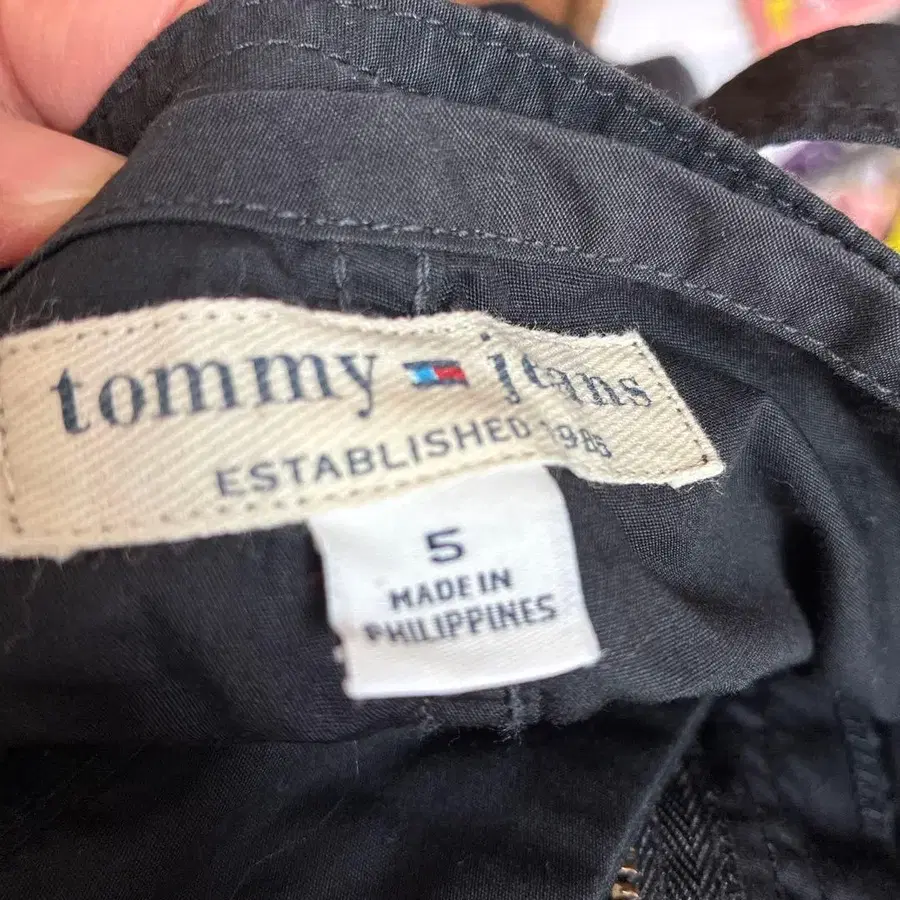 tommy jeans
ESTABLISHED 1985
5
MADE IN
PHILIPPINES